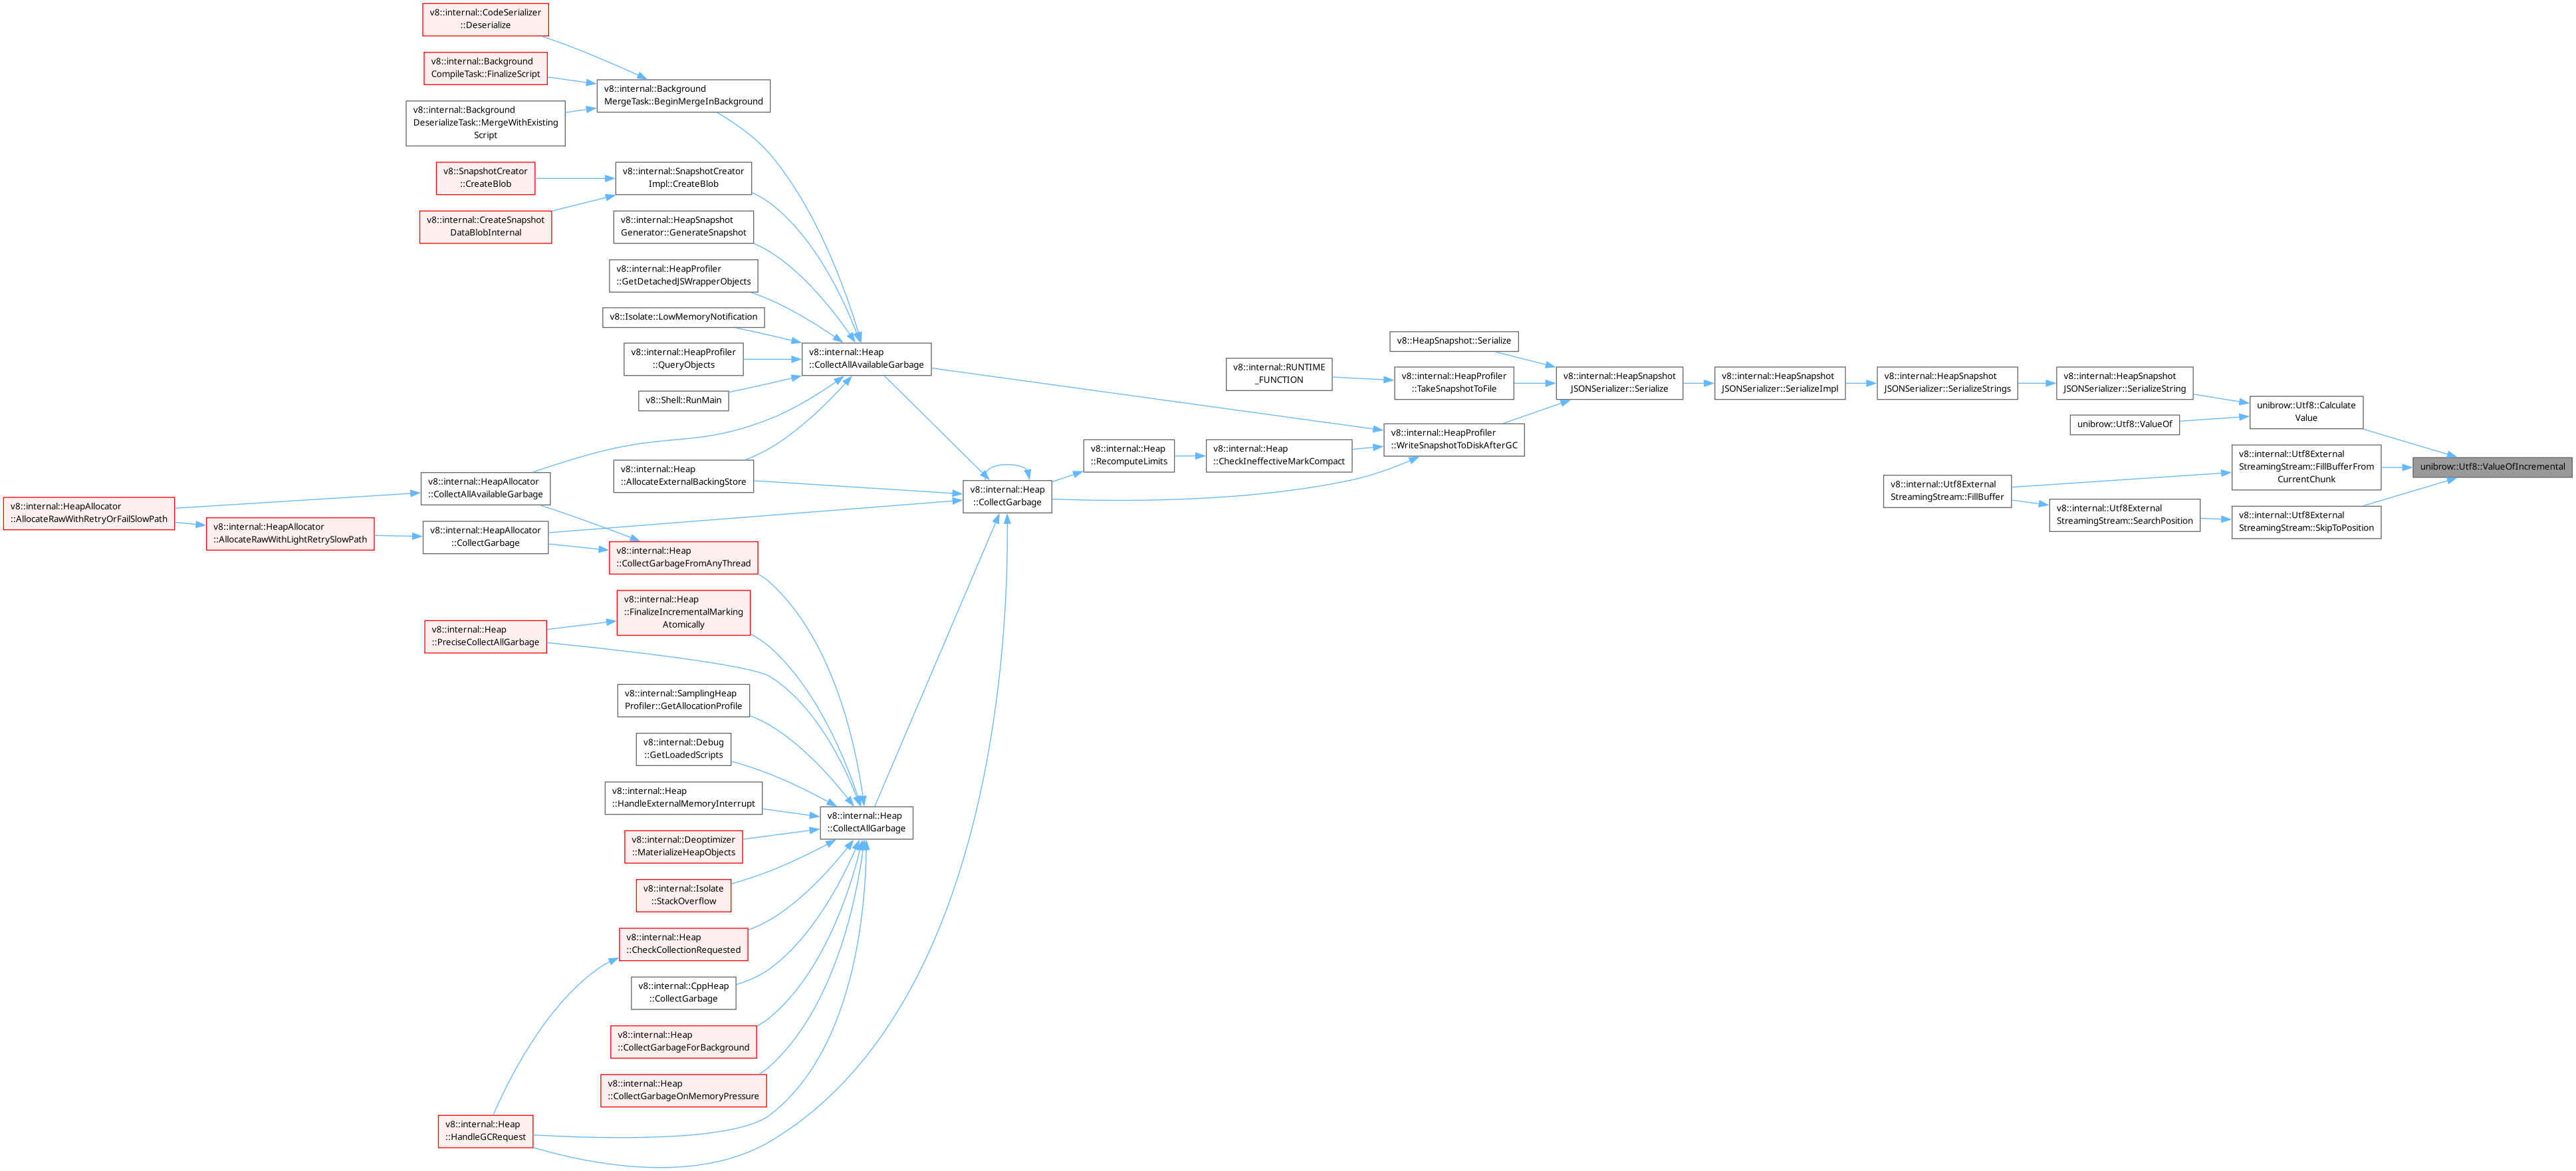 v8::internal::CodeSerializer
::Deserialize
v8::internal::Background
CompileTask::FinalizeScript
v8::internal::Background
MergeTask::BeginMergeInBackground
v8::internal::Background
DeserializeTask::MergeWithExisting
Script
v8::SnapshotCreator
::CreateBlob
v8::internal::SnapshotCreator
Impl::CreateBlob
v8::internal::CreateSnapshot
DataBlobInternal
v8::internal::HeapSnapshot
Generator::GenerateSnapshot
v8::internal::HeapProfiler
::GetDetachedJSWrapperObjects
v8::Isolate::LowMemoryNotification
v8::internal::HeapProfiler
::QueryObjects
v8::internal::Heap
::CollectAllAvailableGarbage
v8::Shell::RunMain
v8::internal::RUNTIME
_FUNCTION
v8::HeapSnapshot::Serialize
v8::internal::HeapProfiler
::TakeSnapshotToFile
v8::internal::HeapSnapshot
JSONSerializer::Serialize
v8::internal::HeapSnapshot
JSONSerializer::SerializeImpl
v8::internal::HeapSnapshot
JSONSerializer::SerializeStrings
v8::internal::HeapSnapshot
JSONSerializer::SerializeString
unibrow::Utf8::Calculate
Value
unibrow::Utf8::ValueOf
v8::internal::HeapProfiler
::WriteSnapshotToDiskAfterGC
v8::internal::Heap
::RecomputeLimits
v8::internal::Heap
::CheckIneffectiveMarkCompact
v8::internal::Utf8External
StreamingStream::FillBufferFrom
CurrentChunk
unibrow::Utf8::ValueOfIncremental
v8::internal::Utf8External
StreamingStream::FillBuffer
v8::internal::Utf8External
StreamingStream::SearchPosition
v8::internal::Utf8External
StreamingStream::SkipToPosition
v8::internal::Heap
::AllocateExternalBackingStore
v8::internal::Heap
::CollectGarbage
v8::internal::HeapAllocator
::CollectAllAvailableGarbage
v8::internal::HeapAllocator
::AllocateRawWithRetryOrFailSlowPath
v8::internal::HeapAllocator
::AllocateRawWithLightRetrySlowPath
v8::internal::HeapAllocator
::CollectGarbage
v8::internal::Heap
::CollectGarbageFromAnyThread
v8::internal::Heap
::FinalizeIncrementalMarking
Atomically
v8::internal::Heap
::PreciseCollectAllGarbage
v8::internal::SamplingHeap
Profiler::GetAllocationProfile
v8::internal::Debug
::GetLoadedScripts
v8::internal::Heap
::HandleExternalMemoryInterrupt
v8::internal::Heap
::CollectAllGarbage
v8::internal::Deoptimizer
::MaterializeHeapObjects
v8::internal::Isolate
::StackOverflow
v8::internal::Heap
::CheckCollectionRequested
v8::internal::CppHeap
::CollectGarbage
v8::internal::Heap
::CollectGarbageForBackground
v8::internal::Heap
::CollectGarbageOnMemoryPressure
v8::internal::Heap
::HandleGCRequest